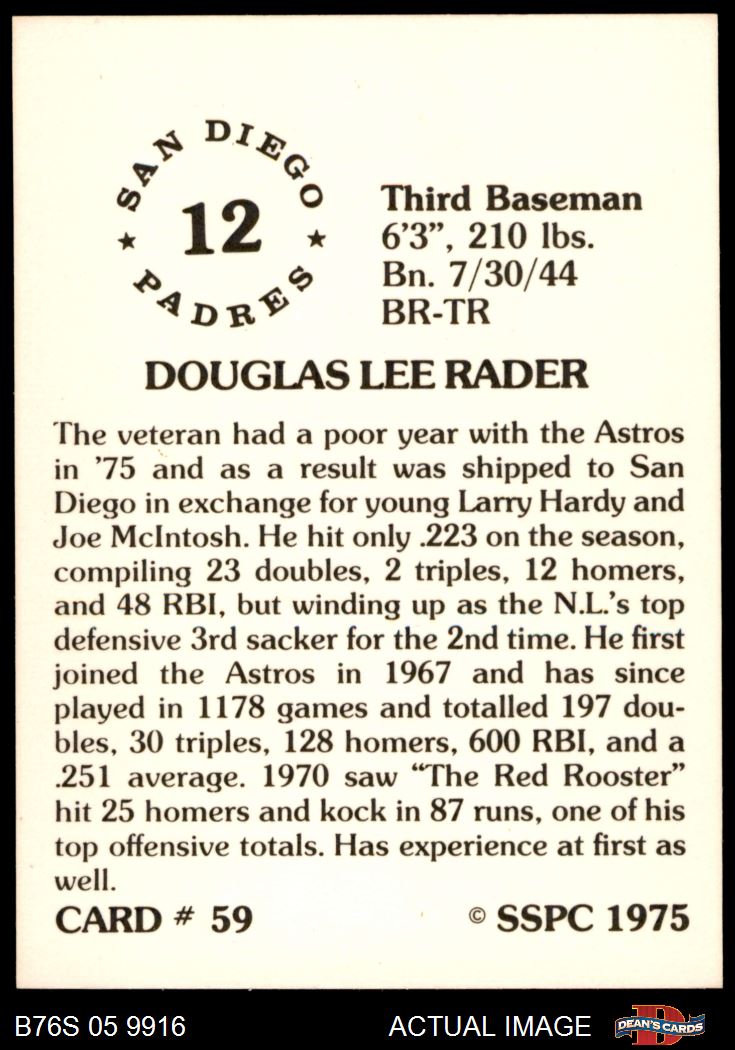 SAN DIEGO
12
PADRES
Third Baseman
6'3”, 210 lbs.
Bn. 7/30/44
BR-TR
DOUGLAS LEE RADER
The veteran had a poor year with the Astros
in '75 and as a result was shipped to San
Diego in exchange for young Larry Hardy and
Joe McIntosh. He hit only .223 on the season,
compiling 23 doubles, 2 triples, 12 homers,
and 48 RBI, but winding up as the N.L.'s top
defensive 3rd sacker for the 2nd time. He first
joined the Astros in 1967 and has since
played in 1178 games and totalled 197 dou-
bles, 30 triples, 128 homers, 600 RBI, and a
.251 average. 1970 saw “The Red Rooster”
hit 25 homers and kock in 87 runs, one of his
top offensive totals. Has experience at first as
well.
CARD # 59
© SSPC 1975
B76S 05 9916
ACTUAL IMAGE
D
DEAN'S CARDS